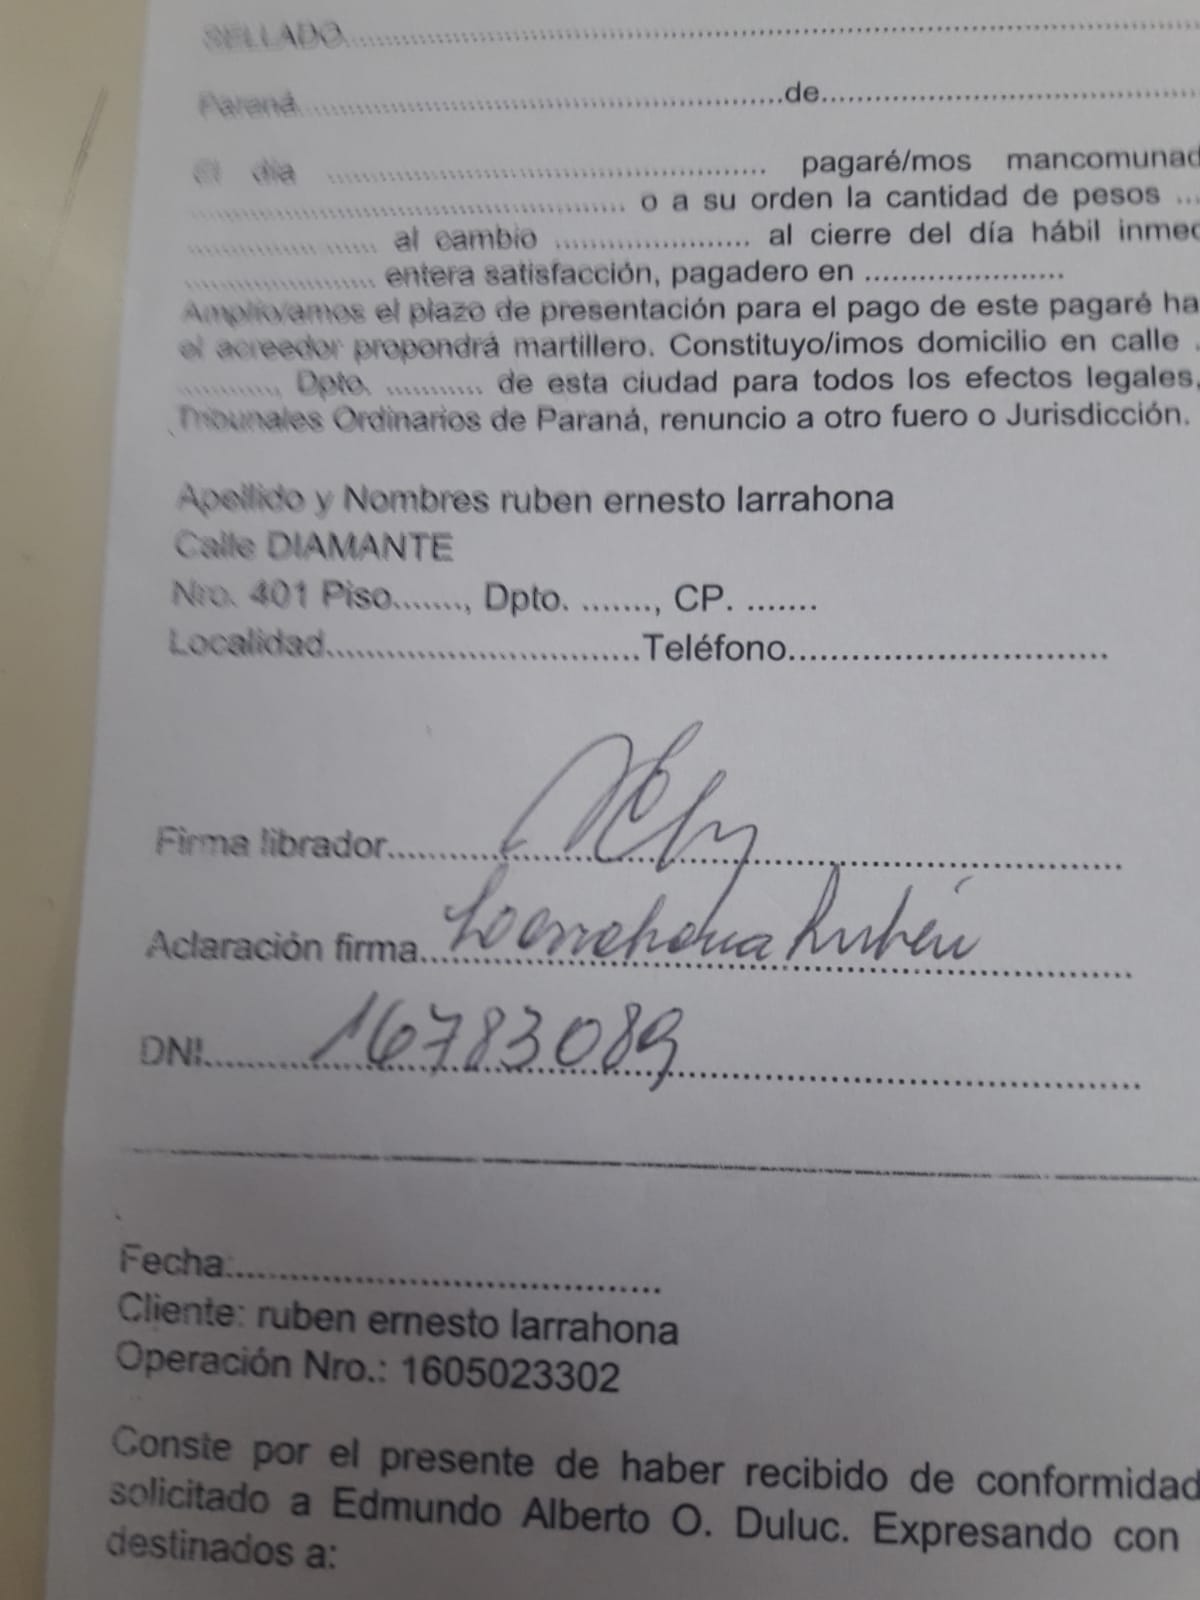 SELLADO..............................
Paraná..............................de..............................
El día .............................. pagaré/mos mancomunad
.............................. o a su orden la cantidad de pesos ...
.................... al cambio .................... al cierre del día hábil inmed
.................... entera satisfacción, pagadero en ....................
Amplio/amos el plazo de presentación para el pago de este pagaré ha
el acreedor propondrá martillero. Constituyo/imos domicilio en calle .
.........., Dpto. .......... de esta ciudad para todos los efectos legales,
Tribunales Ordinarios de Paraná, renuncio a otro fuero o Jurisdicción.
Apellido y Nombres ruben ernesto larrahona
Calle DIAMANTE
Nro. 401 Piso......., Dpto. ......., CP. .......
Localidad..............................Teléfono..............................
Firma librador..............................
Aclaración firma... Larrahona Rubén
DNI.......... 16783089
Fecha:..............................
Cliente: ruben ernesto larrahona
Operación Nro.: 1605023302
Conste por el presente de haber recibido de conformidad
solicitado a Edmundo Alberto O. Duluc. Expresando con
destinados a: